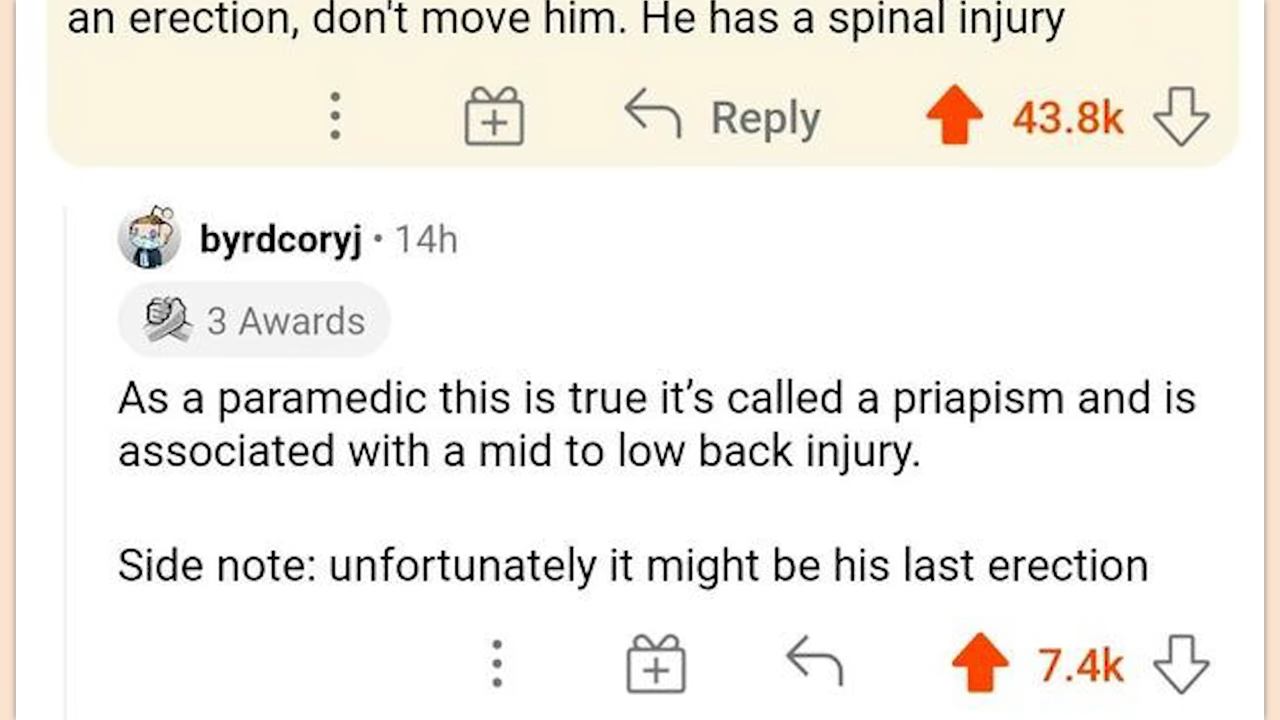 an erection, don't move him. He has a spinal injury
Reply 43.8k
byrdcoryj • 14h
3 Awards
As a paramedic this is true it’s called a priapism and is
associated with a mid to low back injury.
Side note: unfortunately it might be his last erection
7.4k